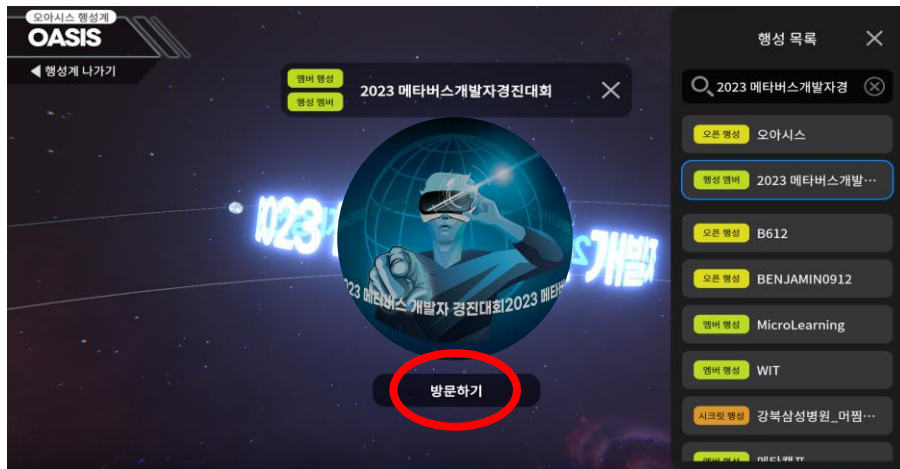 오아시스 행성계
OASIS
행성계 나가기
멤버 행성
행성 멤버
2023 메타버스개발자경진대회
방문하기
행성 목록
2023 메타버스개발자경
오픈 행성 오아시스
행성 멤버 2023 메타버스개발…
오픈 행성 B612
오픈 행성 BENJAMIN0912
멤버 행성 MicroLearning
멤버 행성 WIT
시크릿 행성 강북삼성병원_머찜…
023
개발자
23 메타버스 개발자 경진대회2023 메타